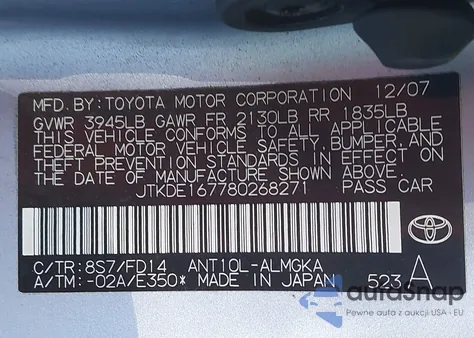 MFD.BY:TOYOTA MOTOR CORPORATION 12/07
GVWR 3945LB GAWR FR 2130LB RR 1835LB
THIS VEHICLE CONFORMS TO ALL APPLICABLE
FEDERAL MOTOR VEHICLE SAFETY,BUMPER,AND
THEFT PREVENTION STANDARDS IN EFFECT ON
THE DATE OF MANUFACTURE SHOWN ABOVE.
JTKDE167780268271 PASS CAR
TOYOTA
C/TR:8S7/FD14 ANT10L-ALMGKA
A/TM:-02A/E350* MADE IN JAPAN 523 A
autosnap
Pewne auto z aukcji USA - EU